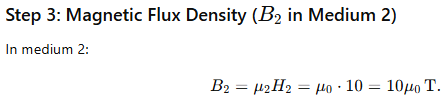 Step 3: Magnetic Flux Density (B₂ in Medium 2)
In medium 2:
B₂ = μ₂H₂ = μ₀ · 10 = 10μ₀ T.